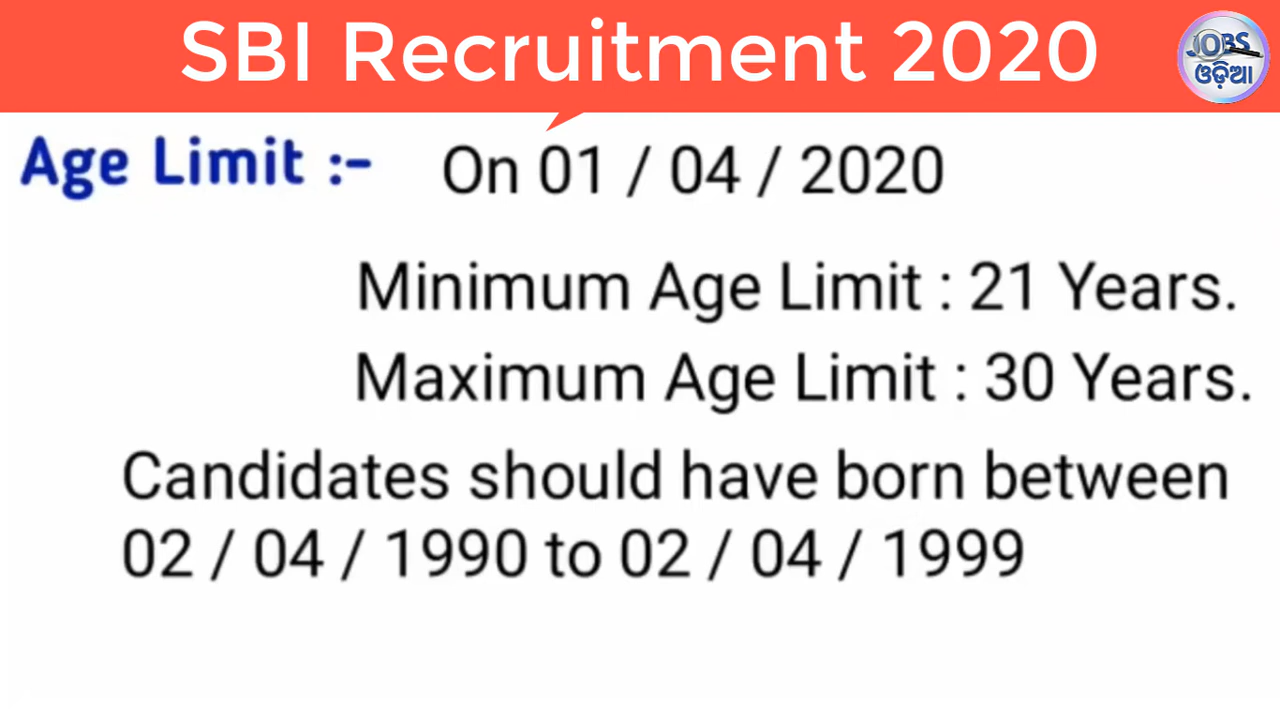 SBI Recruitment 2020
JOBS
ଓଡ଼ିଆ
Age Limit :- On 01 / 04 / 2020
Minimum Age Limit : 21 Years.
Maximum Age Limit : 30 Years.
Candidates should have born between
02 / 04 / 1990 to 02 / 04 / 1999